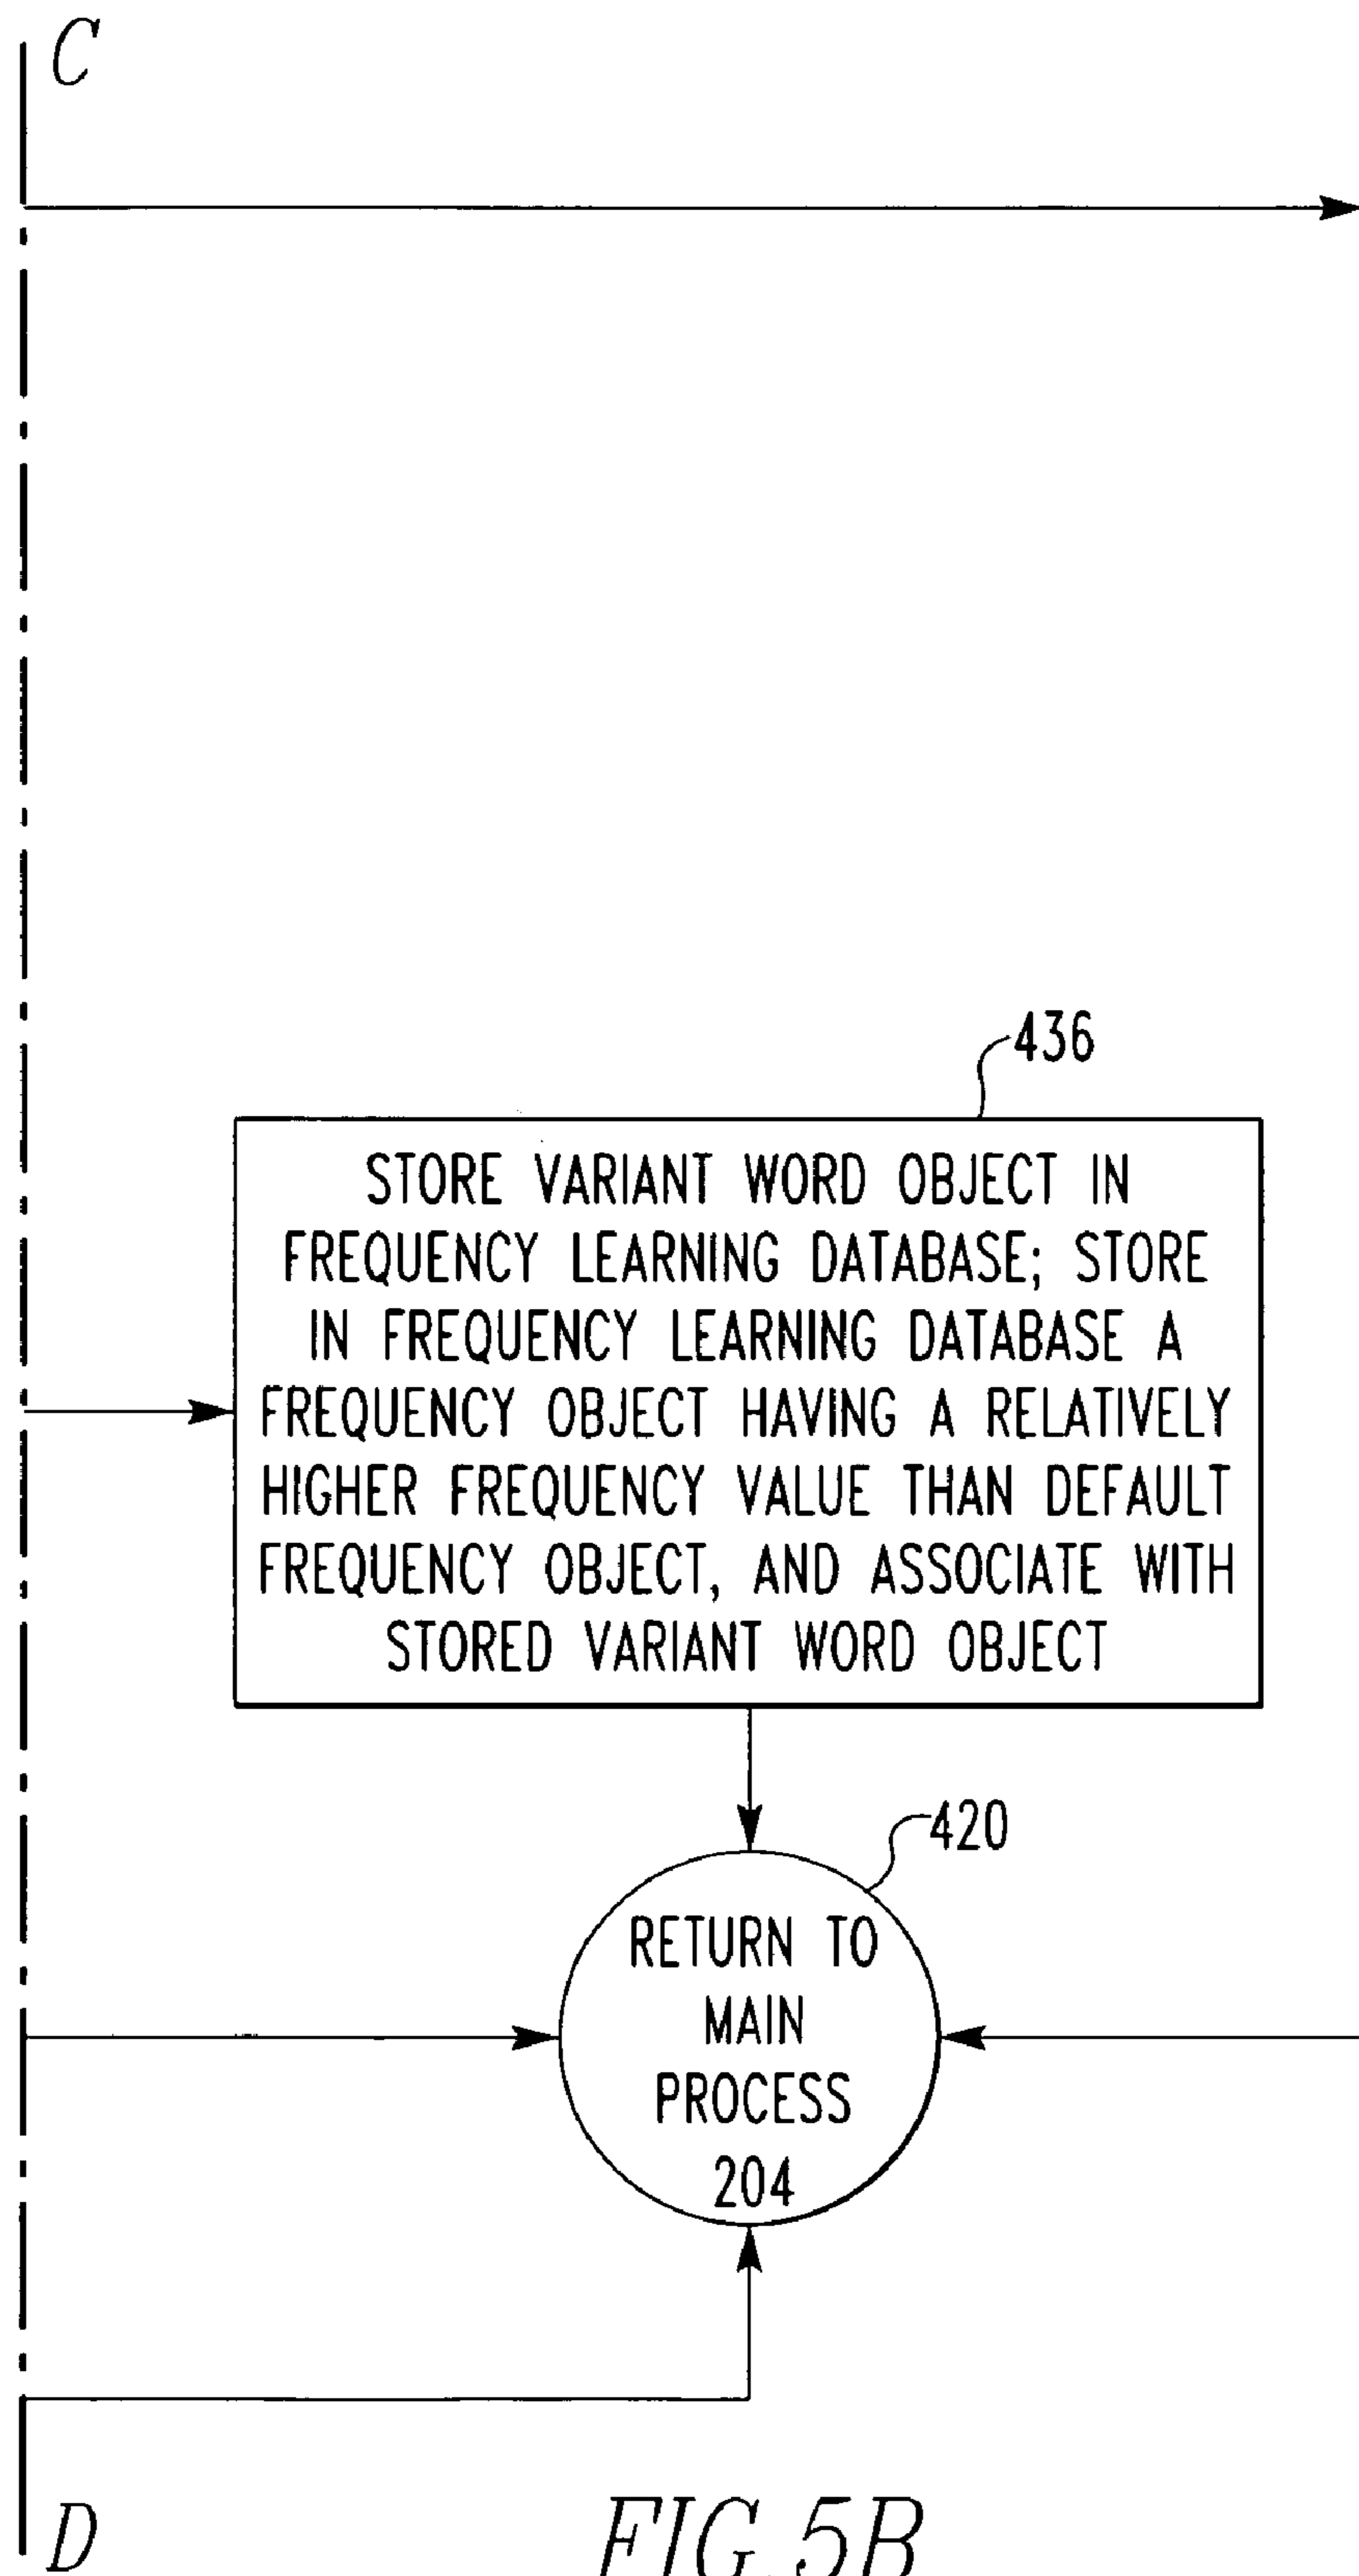 C
436
STORE VARIANT WORD OBJECT IN
FREQUENCY LEARNING DATABASE; STORE
IN FREQUENCY LEARNING DATABASE A
FREQUENCY OBJECT HAVING A RELATIVELY
HIGHER FREQUENCY VALUE THAN DEFAULT
FREQUENCY OBJECT, AND ASSOCIATE WITH
STORED VARIANT WORD OBJECT
420
RETURN TO
MAIN
PROCESS
204
D
FIG. 5B